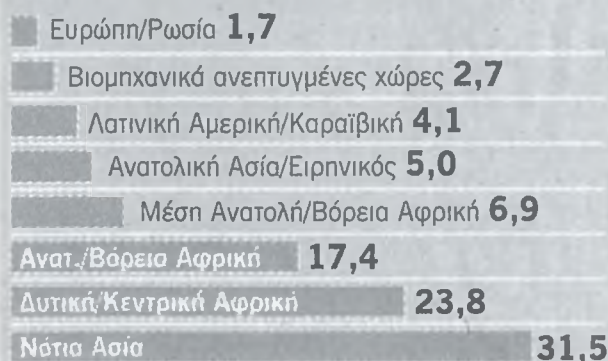 Ευρώπη/Ρωσία 1,7
Βιομηχανικά ανεπτυγμένες χώρες 2,7
Λατινική Αμερική/Καραϊβική 4,1
Ανατολική Ασία/Ειρηνικός 5,0
Μέση Ανατολή/Βόρεια Αφρική 6,9
Ανατ./Βόρεια Αφρική 17,4
Δυτική/Κεντρική Αφρική 23,8
Νότια Ασία 31,5